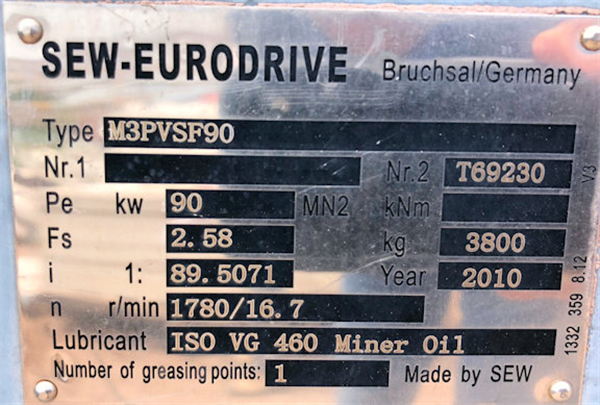 SEW-EURODRIVE Bruchsal/Germany
Type M3PVSF90
Nr.1 Nr.2 T69230
Pe kw 90 MN2 kNm
Fs 2.58 kg 3800
i 1: 89.5071 Year 2010
n r/min 1780/16.7
Lubricant ISO VG 460 Miner Oil
Number of greasing points: 1 Made by SEW
1332 359 8.12 V3